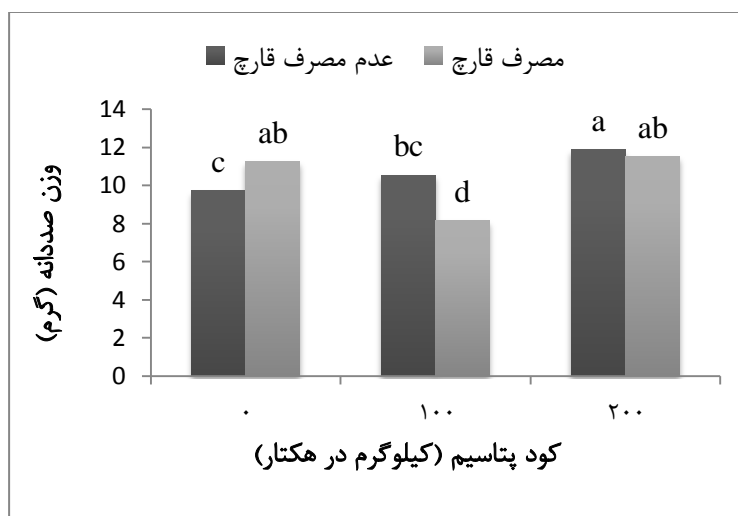 عدم مصرف قارچ مصرف قارچ
وزن صددانه (گرم)
14
12
10
8
6
4
2
0
c ab
bc d
a ab
۰ ۱۰۰ ۲۰۰
کود پتاسیم (کیلوگرم در هکتار)